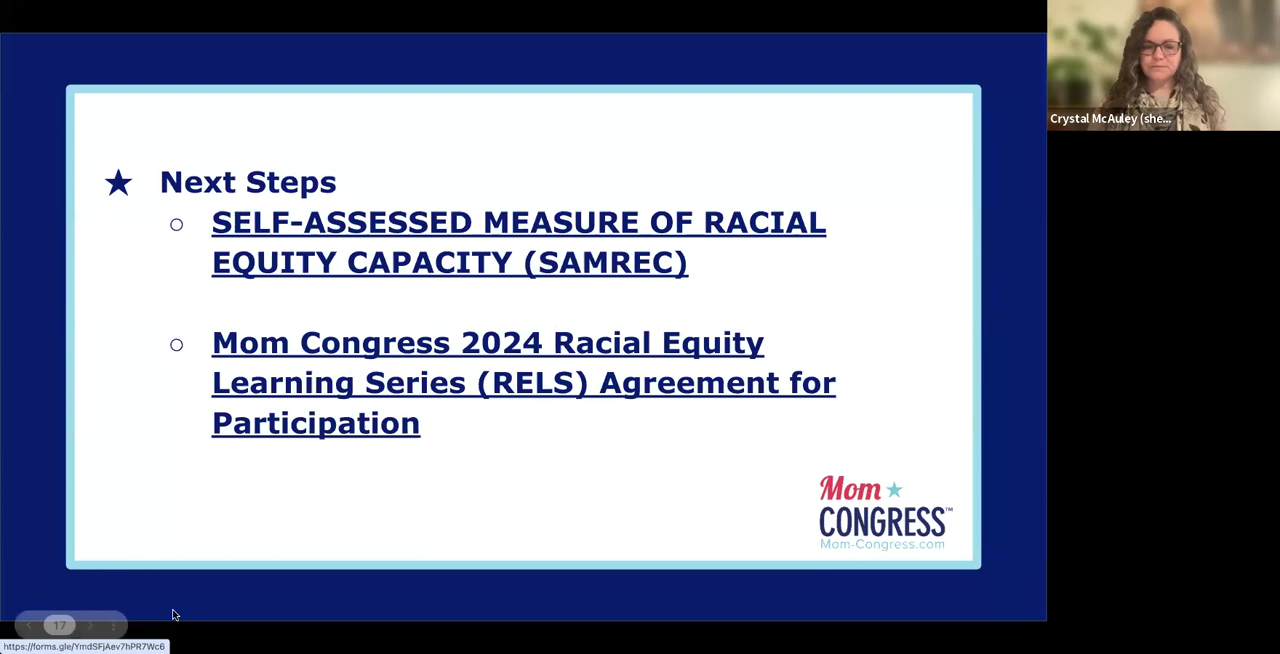 ★ Next Steps
○ SELF-ASSESSED MEASURE OF RACIAL
EQUITY CAPACITY (SAMREC)
○ Mom Congress 2024 Racial Equity
Learning Series (RELS) Agreement for
Participation
Mom
CONGRESS™
Mom-Congress.com
Crystal McAuley (she...
17
https://forms.gle/YmdSFjAev7hPR7Wc6